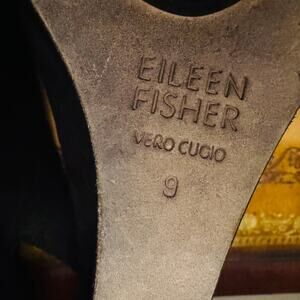 EILEEN
FISHER
VERO CUOIO
9